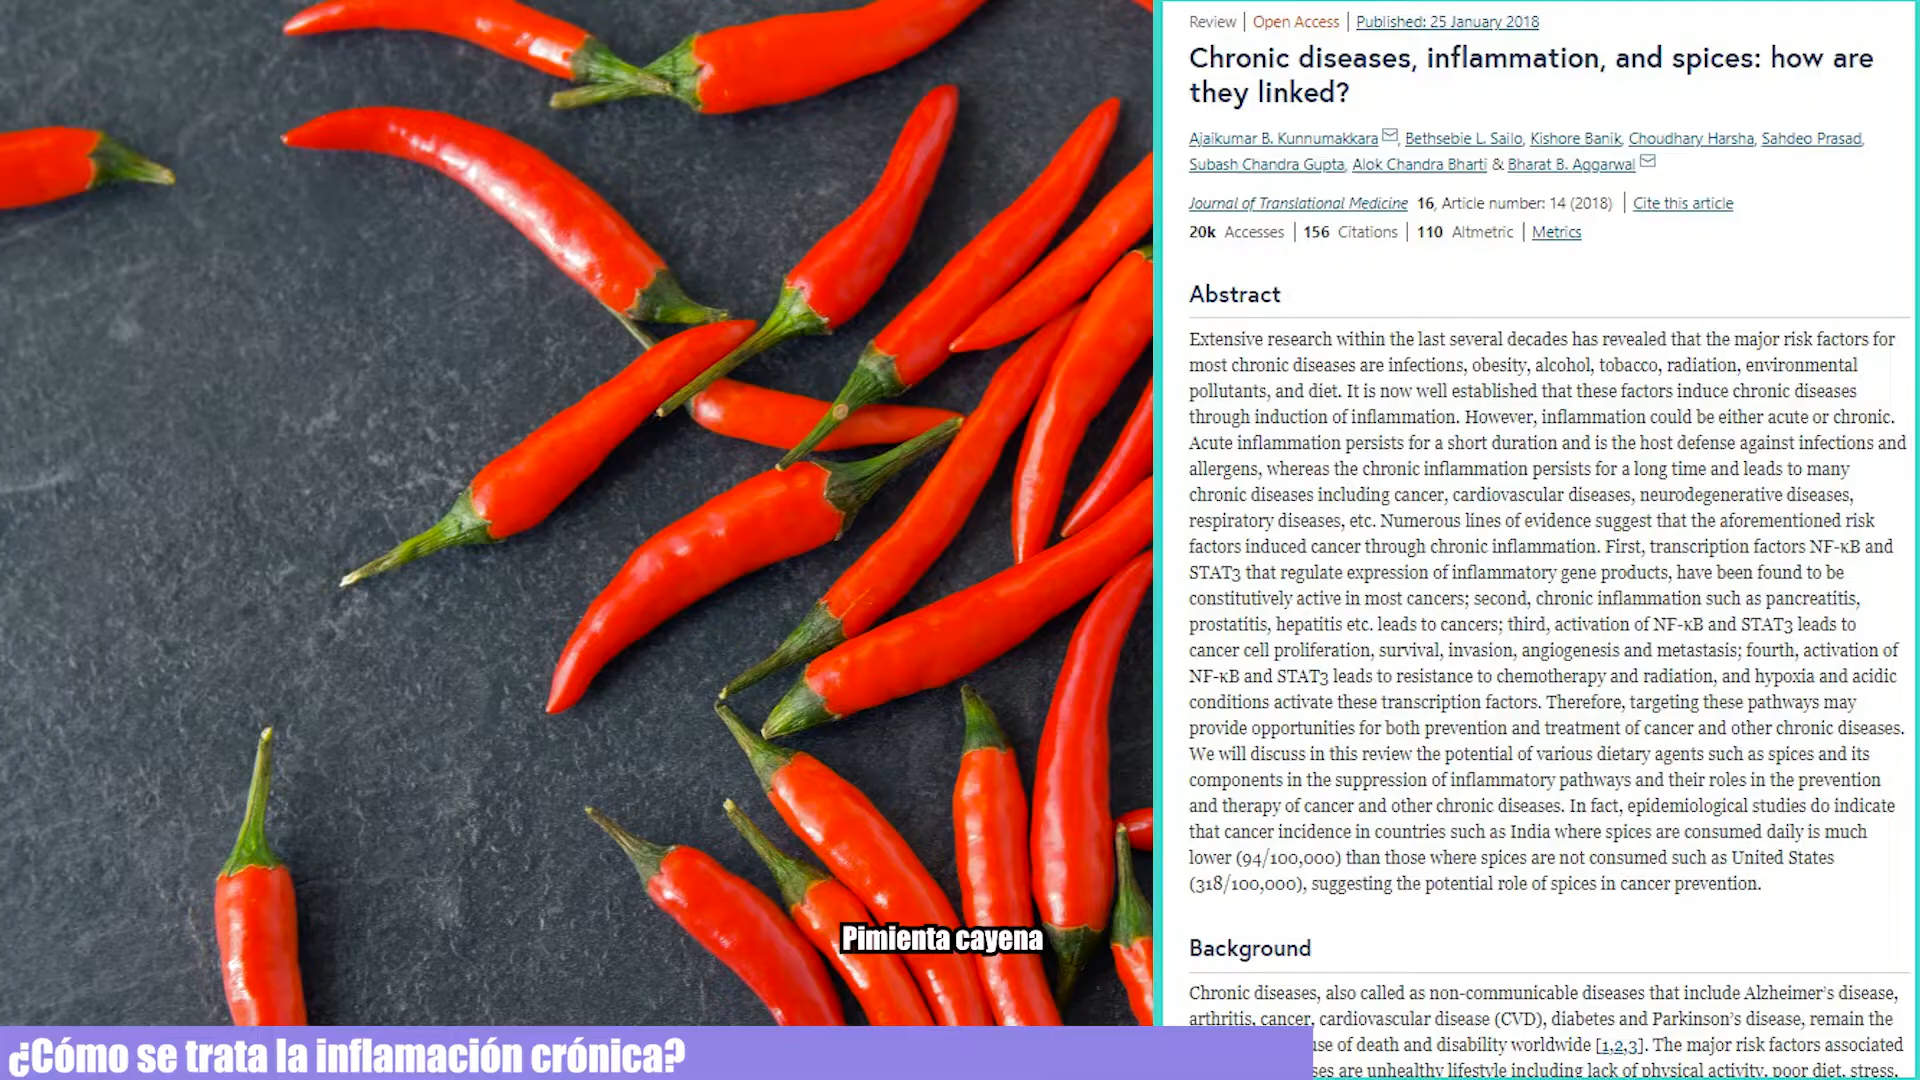 Review | Open Access | Published: 25 January 2018
Chronic diseases, inflammation, and spices: how are
they linked?
Ajaikumar B. Kunnumakkara, Bethsebie L. Sailo, Kishore Banik, Choudhary Harsha, Sahdeo Prasad,
Subash Chandra Gupta, Alok Chandra Bharti & Bharat B. Aggarwal
Journal of Translational Medicine 16, Article number: 14 (2018) | Cite this article
20k Accesses | 156 Citations | 110 Altmetric | Metrics
Abstract
Extensive research within the last several decades has revealed that the major risk factors for
most chronic diseases are infections, obesity, alcohol, tobacco, radiation, environmental
pollutants, and diet. It is now well established that these factors induce chronic diseases
through induction of inflammation. However, inflammation could be either acute or chronic.
Acute inflammation persists for a short duration and is the host defense against infections and
allergens, whereas the chronic inflammation persists for a long time and leads to many
chronic diseases including cancer, cardiovascular diseases, neurodegenerative diseases,
respiratory diseases, etc. Numerous lines of evidence suggest that the aforementioned risk
factors induced cancer through chronic inflammation. First, transcription factors NF-κB and
STAT3 that regulate expression of inflammatory gene products, have been found to be
constitutively active in most cancers; second, chronic inflammation such as pancreatitis,
prostatitis, hepatitis etc. leads to cancers; third, activation of NF-κB and STAT3 leads to
cancer cell proliferation, survival, invasion, angiogenesis and metastasis; fourth, activation of
NF-κB and STAT3 leads to resistance to chemotherapy and radiation, and hypoxia and acidic
conditions activate these transcription factors. Therefore, targeting these pathways may
provide opportunities for both prevention and treatment of cancer and other chronic diseases.
We will discuss in this review the potential of various dietary agents such as spices and its
components in the suppression of inflammatory pathways and their roles in the prevention
and therapy of cancer and other chronic diseases. In fact, epidemiological studies do indicate
that cancer incidence in countries such as India where spices are consumed daily is much
lower (94/100,000) than those where spices are not consumed such as United States
(318/100,000), suggesting the potential role of spices in cancer prevention.
Background
Chronic diseases, also called as non-communicable diseases that include Alzheimer's disease,
arthritis, cancer, cardiovascular disease (CVD), diabetes and Parkinson's disease, remain the
se of death and disability worldwide [1,2,3]. The major risk factors associated
ses are unhealthy lifestyle including lack of physical activity, poor diet, stress,
Pimienta cayena
¿Cómo se trata la inflamación crónica?